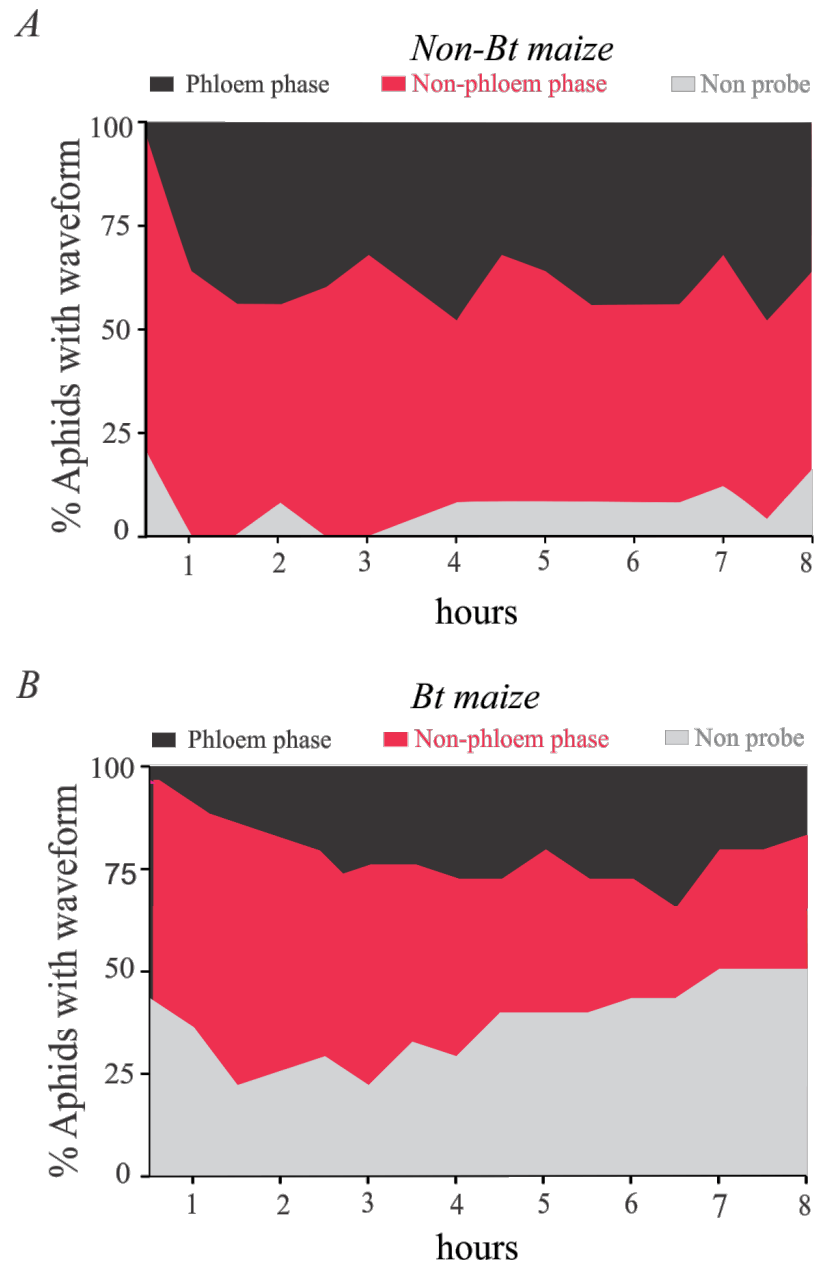 A
Non-Bt maize
Phloem phase Non-phloem phase Non probe
% Aphids with waveform
100
75
50
25
0
1 2 3 4 5 6 7 8
hours
B
Bt maize
Phloem phase Non-phloem phase Non probe
% Aphids with waveform
100
75
50
25
0
1 2 3 4 5 6 7 8
hours